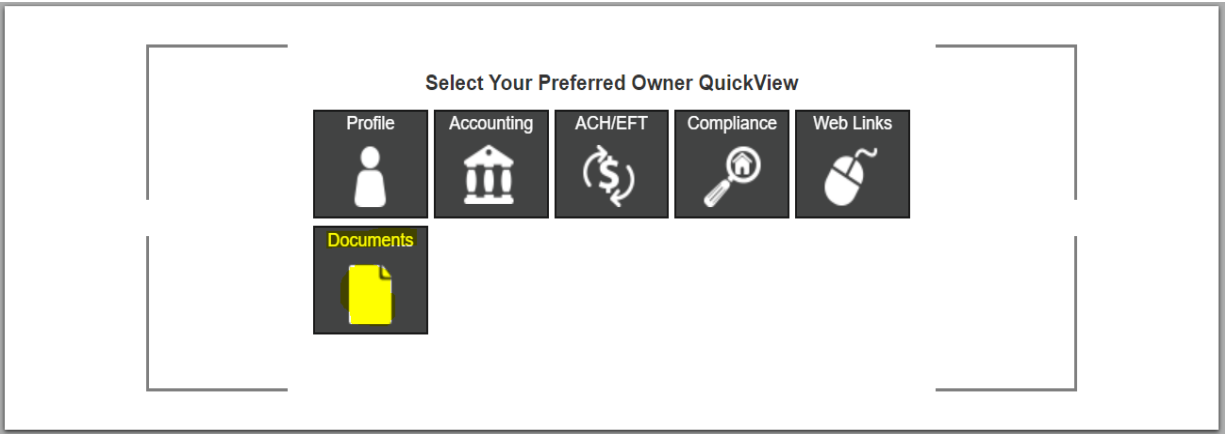 Select Your Preferred Owner QuickView
Profile
Accounting
ACH/EFT
Compliance
Web Links
Documents